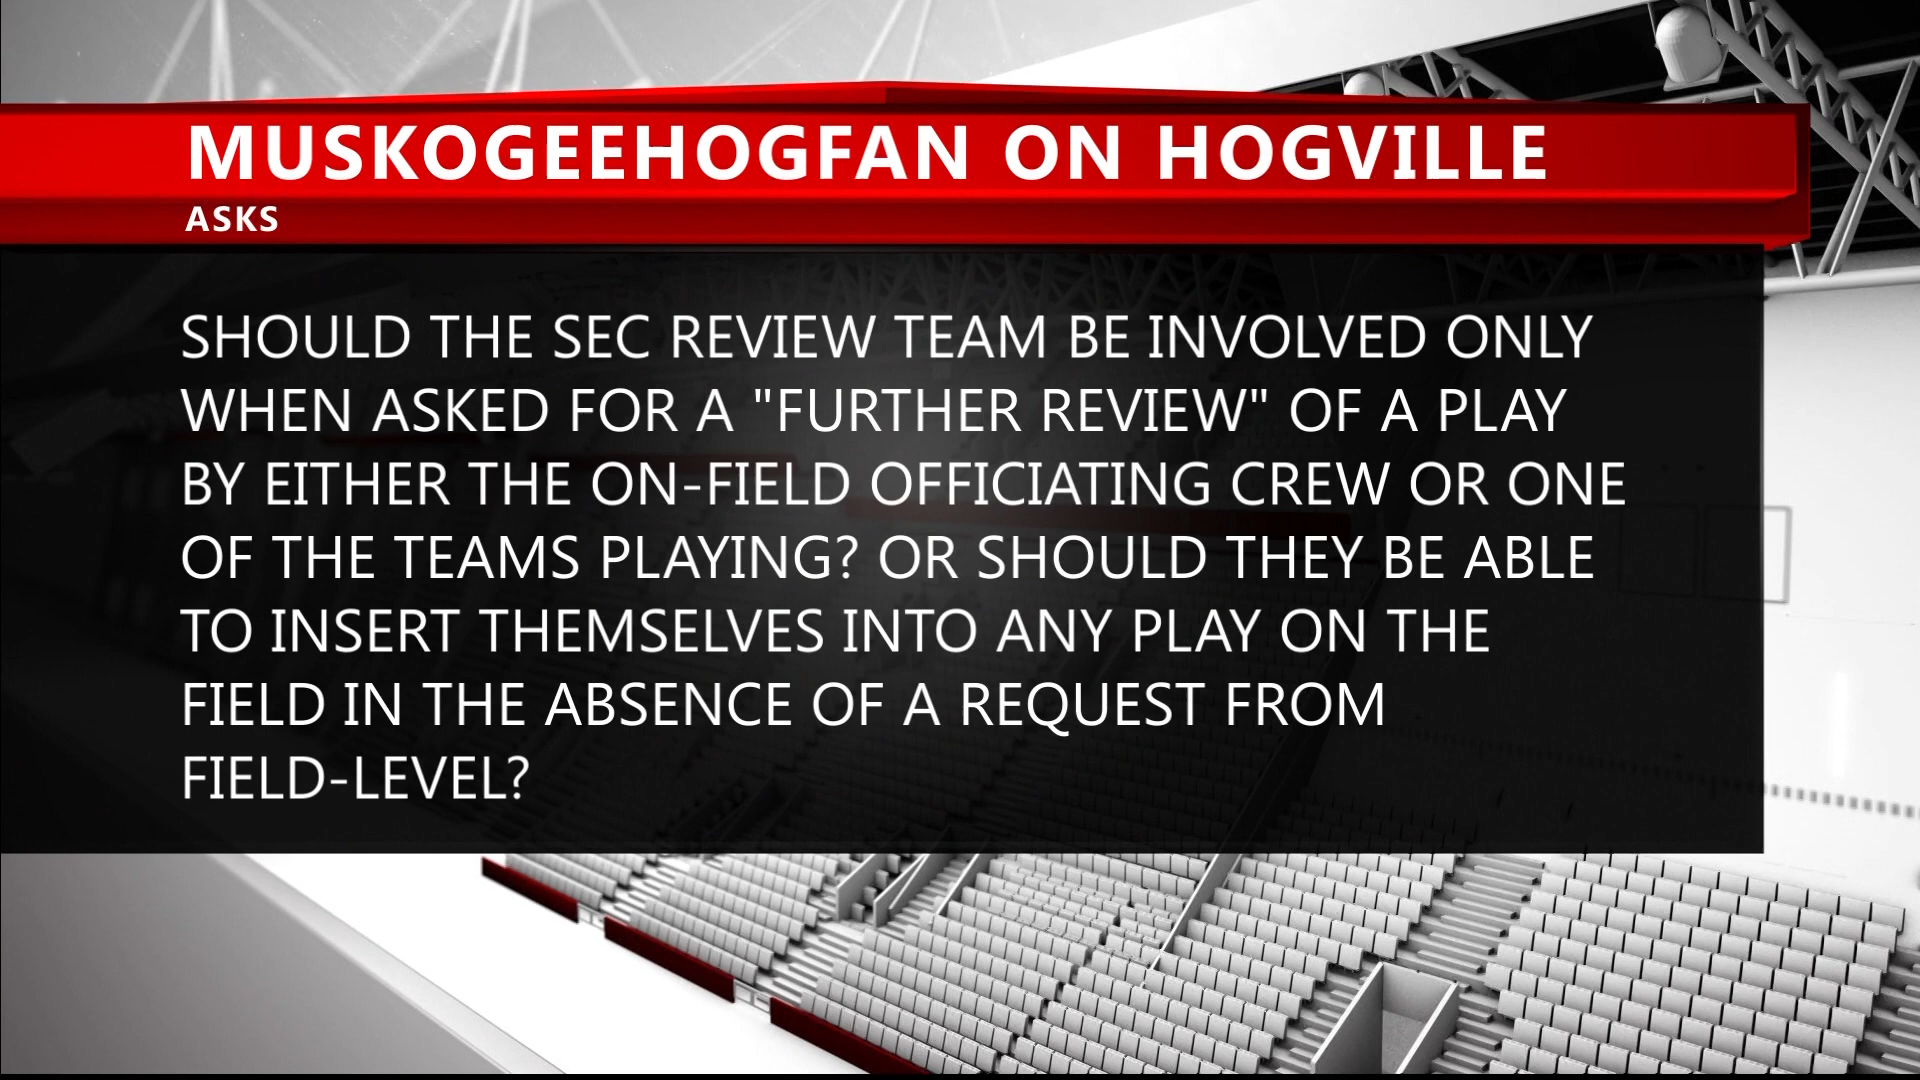 MUSKOGEEHOGFAN ON HOGVILLE
ASKS
SHOULD THE SEC REVIEW TEAM BE INVOLVED ONLY
WHEN ASKED FOR A "FURTHER REVIEW" OF A PLAY
BY EITHER THE ON-FIELD OFFICIATING CREW OR ONE
OF THE TEAMS PLAYING? OR SHOULD THEY BE ABLE
TO INSERT THEMSELVES INTO ANY PLAY ON THE
FIELD IN THE ABSENCE OF A REQUEST FROM
FIELD-LEVEL?